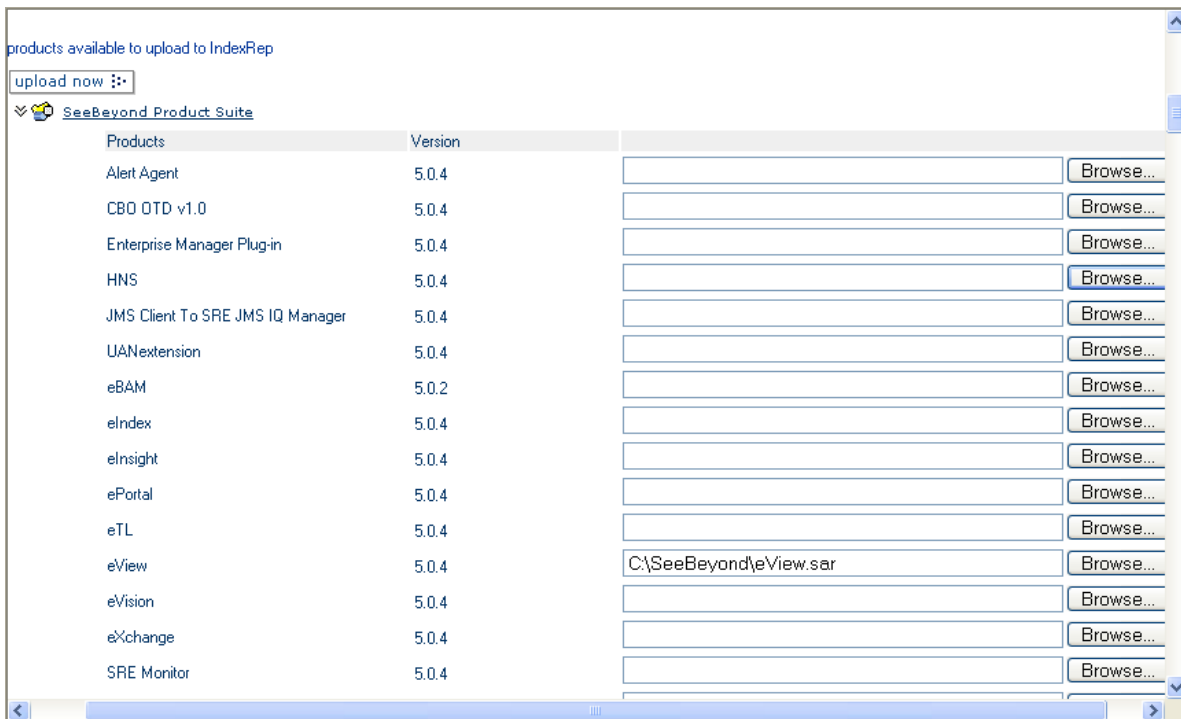 products available to upload to IndexRep
upload now
SeeBeyond Product Suite
Products Version
Alert Agent 5.0.4 Browse...
CBO OTD v1.0 5.0.4 Browse...
Enterprise Manager Plug-in 5.0.4 Browse...
HNS 5.0.4 Browse...
JMS Client To SRE JMS IQ Manager 5.0.4 Browse...
UANextension 5.0.4 Browse...
eBAM 5.0.2 Browse...
eIndex 5.0.4 Browse...
eInsight 5.0.4 Browse...
ePortal 5.0.4 Browse...
eTL 5.0.4 Browse...
eView 5.0.4 C:\SeeBeyond\eView.sar Browse...
eVision 5.0.4 Browse...
eXchange 5.0.4 Browse...
SRE Monitor 5.0.4 Browse...